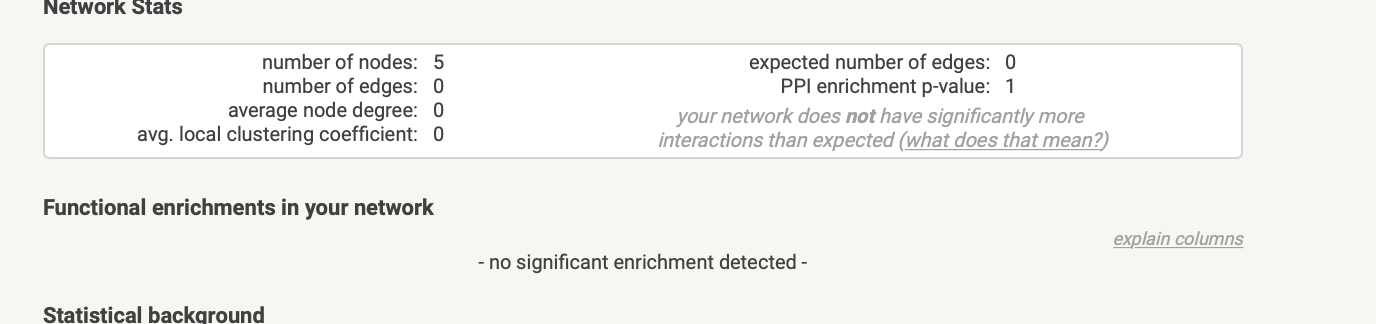 Network Stats
number of nodes: 5
number of edges: 0
average node degree: 0
avg. local clustering coefficient: 0
expected number of edges: 0
PPI enrichment p-value: 1
your network does not have significantly more
interactions than expected (what does that mean?)
Functional enrichments in your network
explain columns
- no significant enrichment detected -
Statistical background